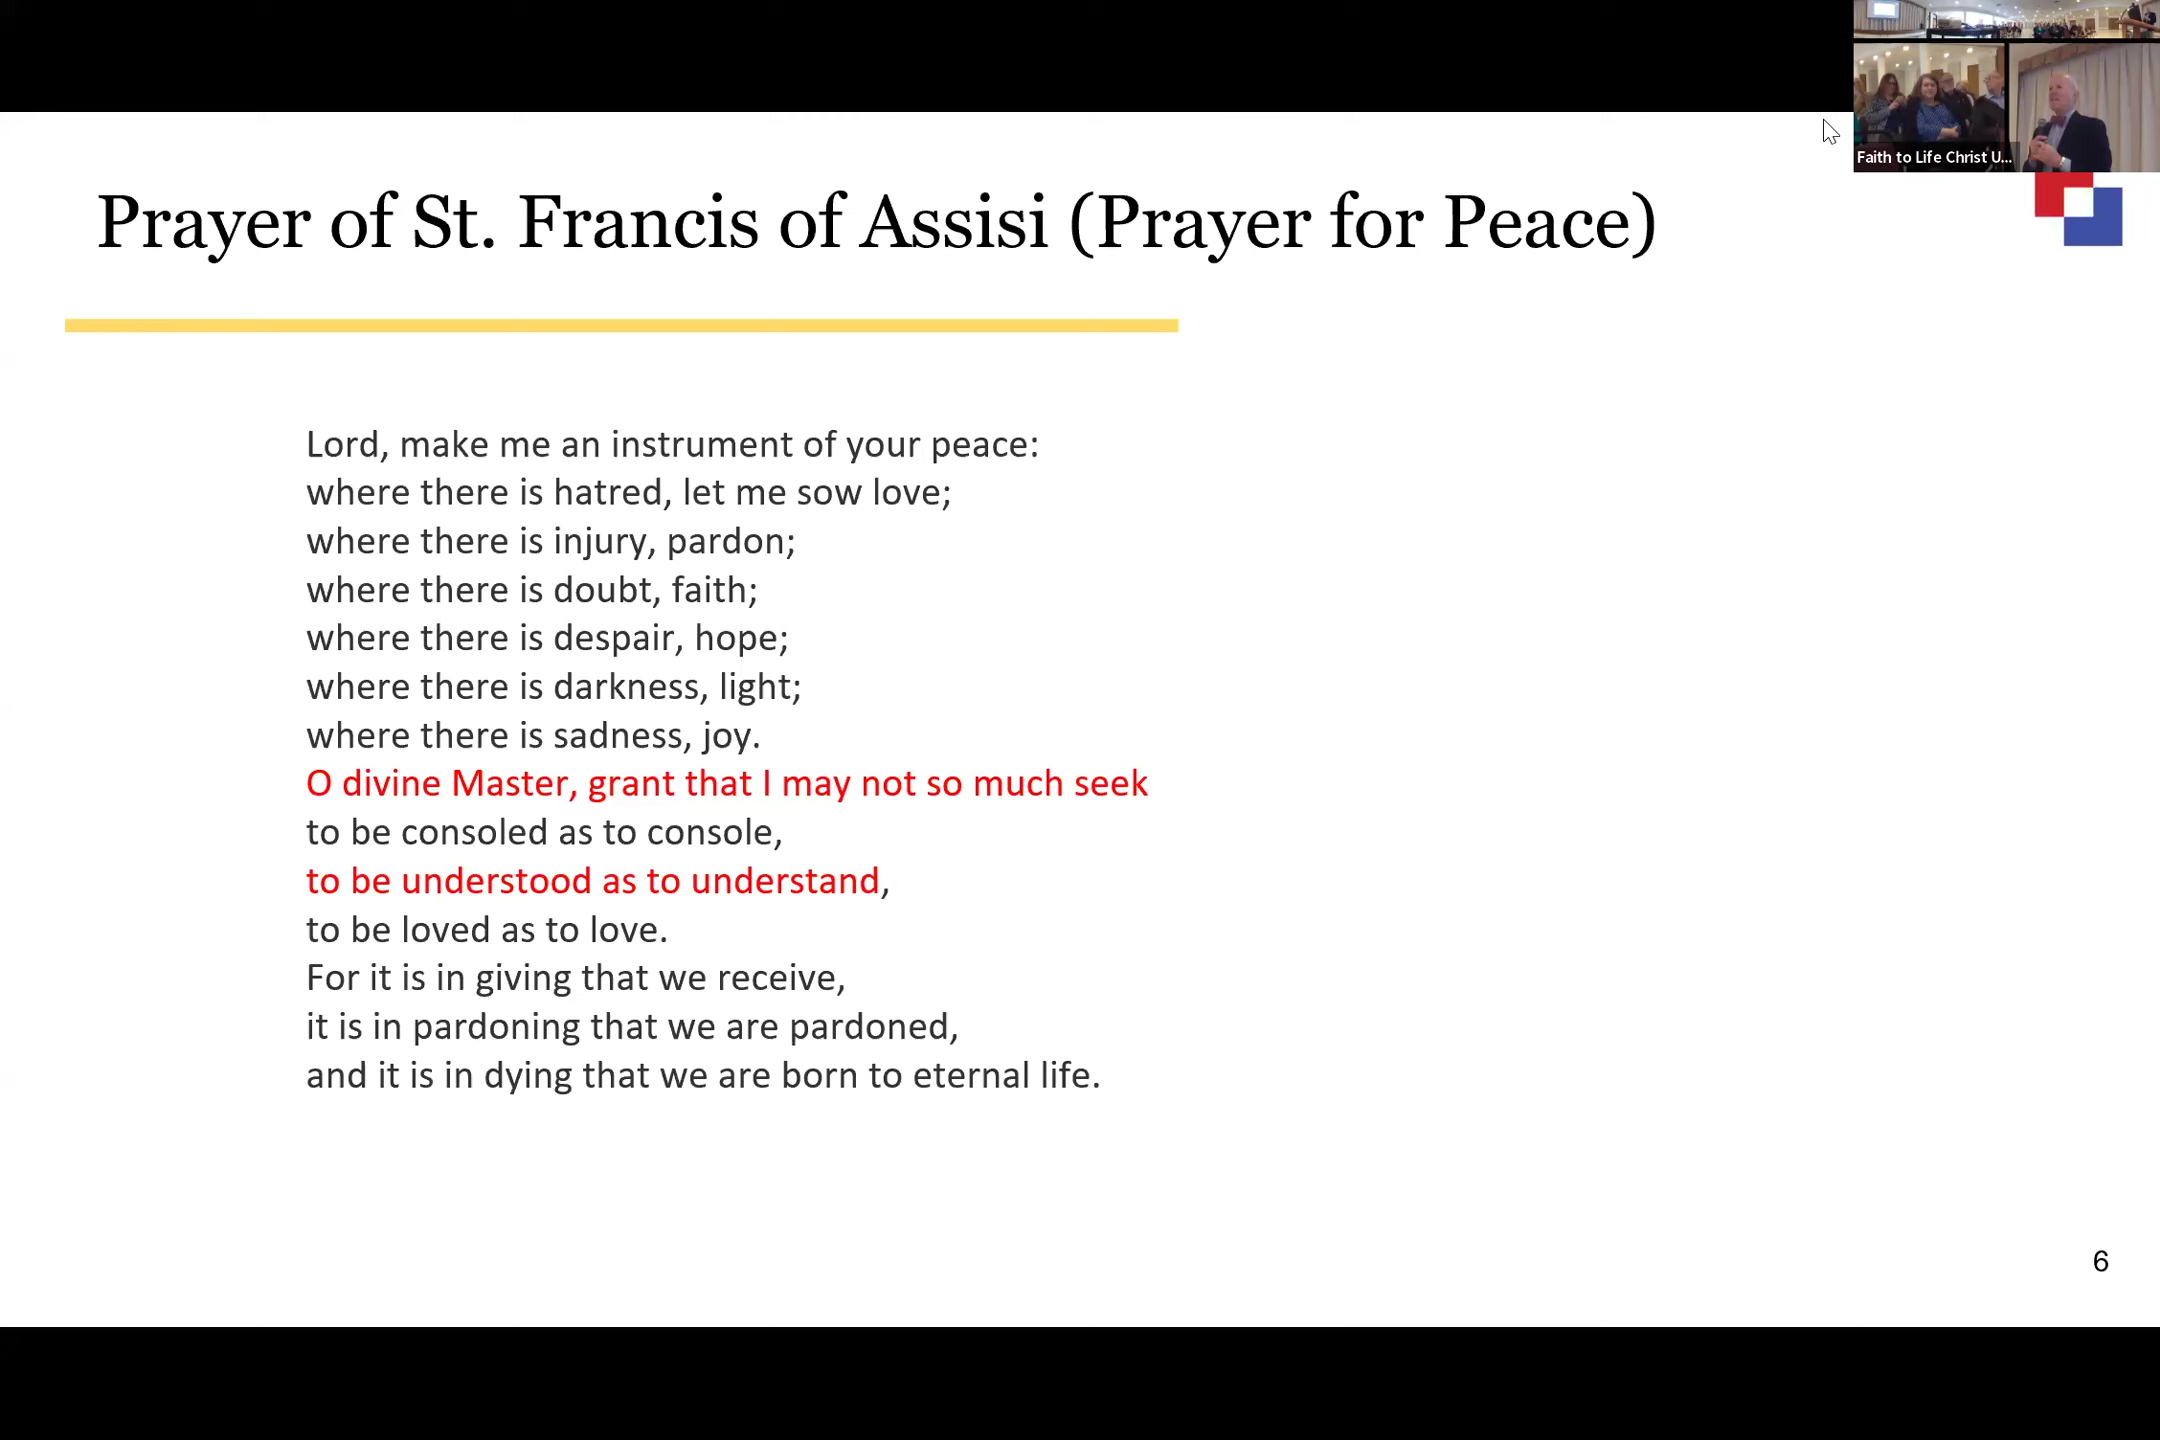 Faith to Life Christ U...
Prayer of St. Francis of Assisi (Prayer for Peace)
Lord, make me an instrument of your peace:
where there is hatred, let me sow love;
where there is injury, pardon;
where there is doubt, faith;
where there is despair, hope;
where there is darkness, light;
where there is sadness, joy.
O divine Master, grant that I may not so much seek
to be consoled as to console,
to be understood as to understand,
to be loved as to love.
For it is in giving that we receive,
it is in pardoning that we are pardoned,
and it is in dying that we are born to eternal life.
6